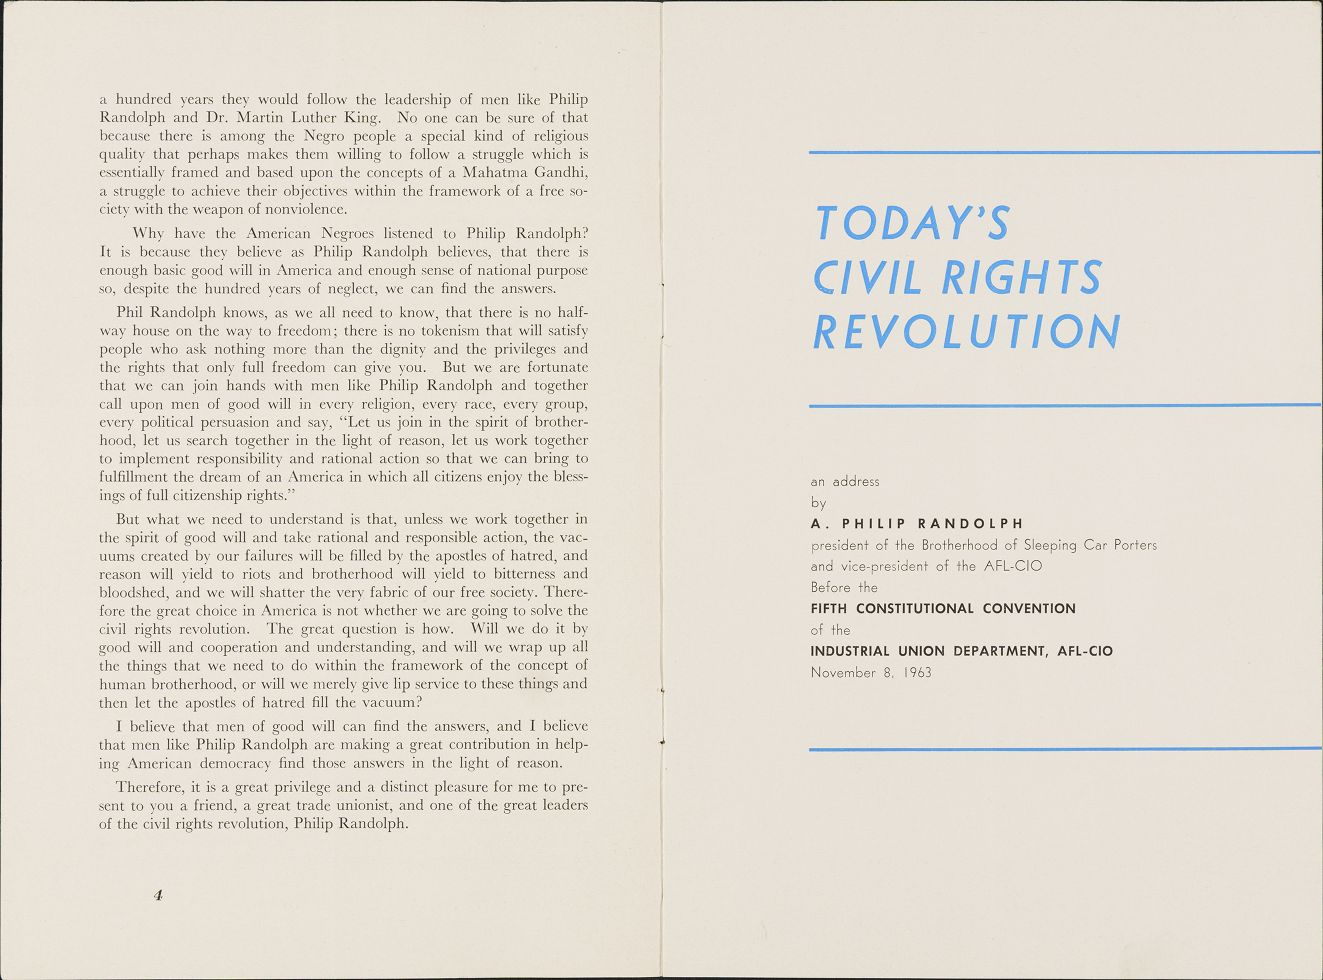 a hundred years they would follow the leadership of men like Philip
Randolph and Dr. Martin Luther King. No one can be sure of that
because there is among the Negro people a special kind of religious
quality that perhaps makes them willing to follow a struggle which is
essentially framed and based upon the concepts of a Mahatma Gandhi,
a struggle to achieve their objectives within the framework of a free so-
ciety with the weapon of nonviolence.
Why have the American Negroes listened to Philip Randolph?
It is because they believe as Philip Randolph believes, that there is
enough basic good will in America and enough sense of national purpose
so, despite the hundred years of neglect, we can find the answers.
Phil Randolph knows, as we all need to know, that there is no half-
way house on the way to freedom; there is no tokenism that will satisfy
people who ask nothing more than the dignity and the privileges and
the rights that only full freedom can give you. But we are fortunate
that we can join hands with men like Philip Randolph and together
call upon men of good will in every religion, every race, every group,
every political persuasion and say, “Let us join in the spirit of brother-
hood, let us search together in the light of reason, let us work together
to implement responsibility and rational action so that we can bring to
fulfillment the dream of an America in which all citizens enjoy the bless-
ings of full citizenship rights.”
But what we need to understand is that, unless we work together in
the spirit of good will and take rational and responsible action, the vac-
uums created by our failures will be filled by the apostles of hatred, and
reason will yield to riots and brotherhood will yield to bitterness and
bloodshed, and we will shatter the very fabric of our free society. There-
fore the great choice in America is not whether we are going to solve the
civil rights revolution. The great question is how. Will we do it by
good will and cooperation and understanding, and will we wrap up all
the things that we need to do within the framework of the concept of
human brotherhood, or will we merely give lip service to these things and
then let the apostles of hatred fill the vacuum?
I believe that men of good will can find the answers, and I believe
that men like Philip Randolph are making a great contribution in help-
ing American democracy find those answers in the light of reason.
Therefore, it is a great privilege and a distinct pleasure for me to pre-
sent to you a friend, a great trade unionist, and one of the great leaders
of the civil rights revolution, Philip Randolph.
4
TODAY'S
CIVIL RIGHTS
REVOLUTION
an address
by
A. PHILIP RANDOLPH
president of the Brotherhood of Sleeping Car Porters
and vice-president of the AFL-CIO
Before the
FIFTH CONSTITUTIONAL CONVENTION
of the
INDUSTRIAL UNION DEPARTMENT, AFL-CIO
November 8, 1963